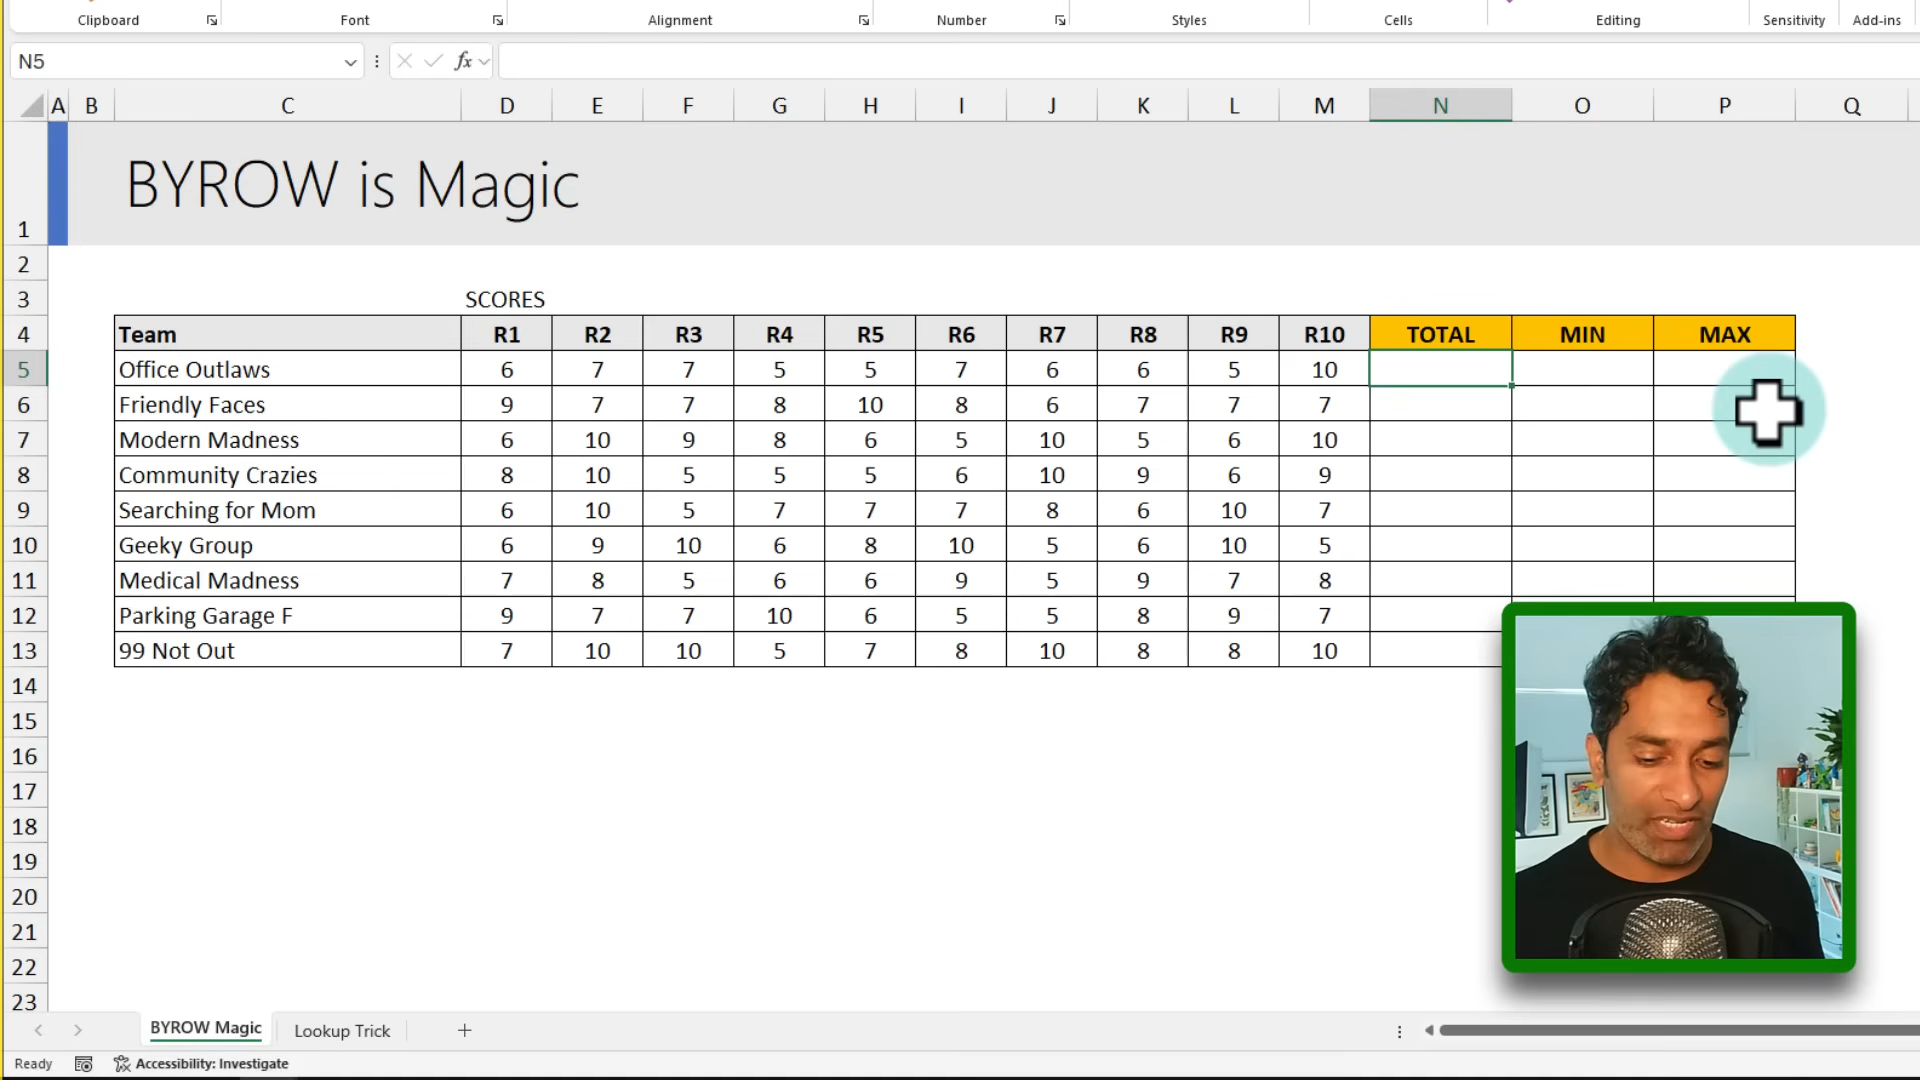 Clipboard Font Alignment Number Styles Cells Editing Sensitivity Add-ins
N5 fx
A B C D E F G H I J K L M N O P Q
1 BYROW is Magic
2
3 SCORES
4 Team R1 R2 R3 R4 R5 R6 R7 R8 R9 R10 TOTAL MIN MAX
5 Office Outlaws 6 7 7 5 5 7 6 6 5 10
6 Friendly Faces 9 7 7 8 10 8 6 7 7 7
7 Modern Madness 6 10 9 8 6 5 10 5 6 10
8 Community Crazies 8 10 5 5 5 6 10 9 6 9
9 Searching for Mom 6 10 5 7 7 7 8 6 10 7
10 Geeky Group 6 9 10 6 8 10 5 6 10 5
11 Medical Madness 7 8 5 6 6 9 5 9 7 8
12 Parking Garage F 9 7 7 10 6 5 5 8 9 7
13 99 Not Out 7 10 10 5 7 8 10 8 8 10
14
15
16
17
18
19
20
21
22
23
BYROW Magic Lookup Trick
Ready Accessibility: Investigate